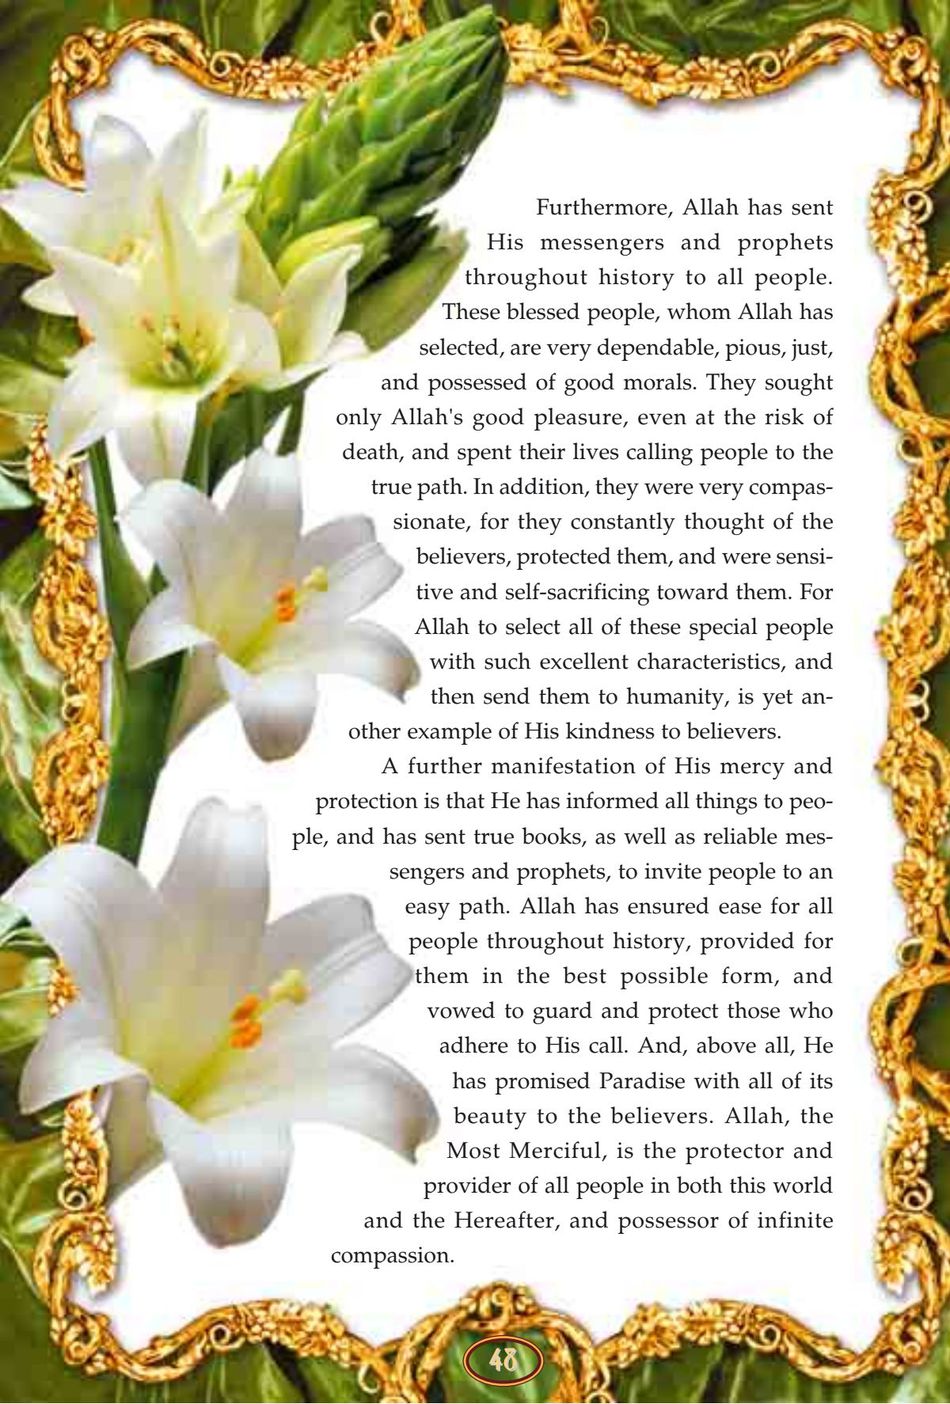 Furthermore, Allah has sent
His messengers and prophets
throughout history to all people.
These blessed people, whom Allah has
selected, are very dependable, pious, just,
and possessed of good morals. They sought
only Allah's good pleasure, even at the risk of
death, and spent their lives calling people to the
true path. In addition, they were very compas-
sionate, for they constantly thought of the
believers, protected them, and were sensi-
tive and self-sacrificing toward them. For
Allah to select all of these special people
with such excellent characteristics, and
then send them to humanity, is yet an-
other example of His kindness to believers.
A further manifestation of His mercy and
protection is that He has informed all things to peo-
ple, and has sent true books, as well as reliable mes-
sengers and prophets, to invite people to an
easy path. Allah has ensured ease for all
people throughout history, provided for
them in the best possible form, and
vowed to guard and protect those who
adhere to His call. And, above all, He
has promised Paradise with all of its
beauty to the believers. Allah, the
Most Merciful, is the protector and
provider of all people in both this world
and the Hereafter, and possessor of infinite
compassion.
48